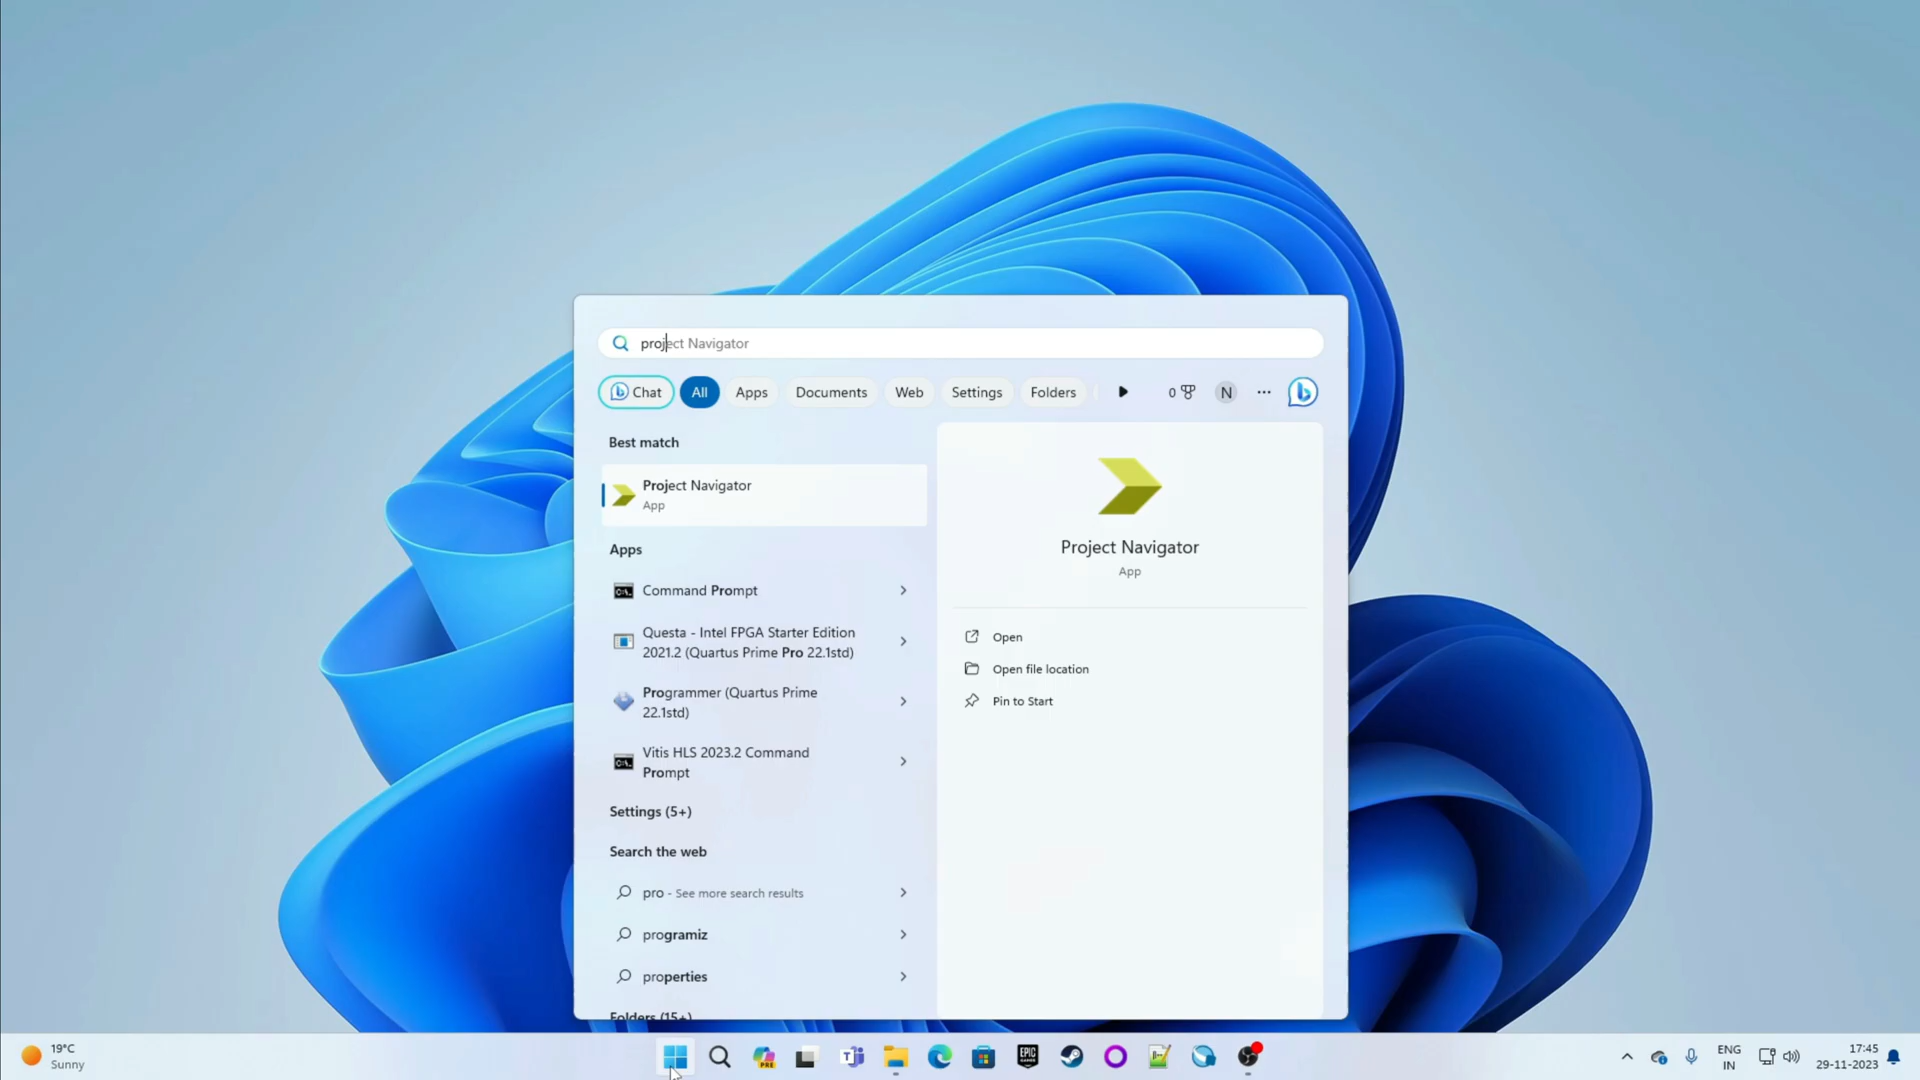 project Navigator
Chat
All
Apps
Documents
Web
Settings
Folders
0
N
Best match
Project Navigator
App
Apps
Command Prompt
Questa - Intel FPGA Starter Edition
2021.2 (Quartus Prime Pro 22.1std)
Programmer (Quartus Prime
22.1std)
Vitis HLS 2023.2 Command
Prompt
Settings (5+)
Search the web
pro - See more search results
programiz
properties
Folders (15+)
Project Navigator
App
Open
Open file location
Pin to Start
19°C
Sunny
PRE
EPIC
GAMES
ENG
IN
17:45
29-11-2023